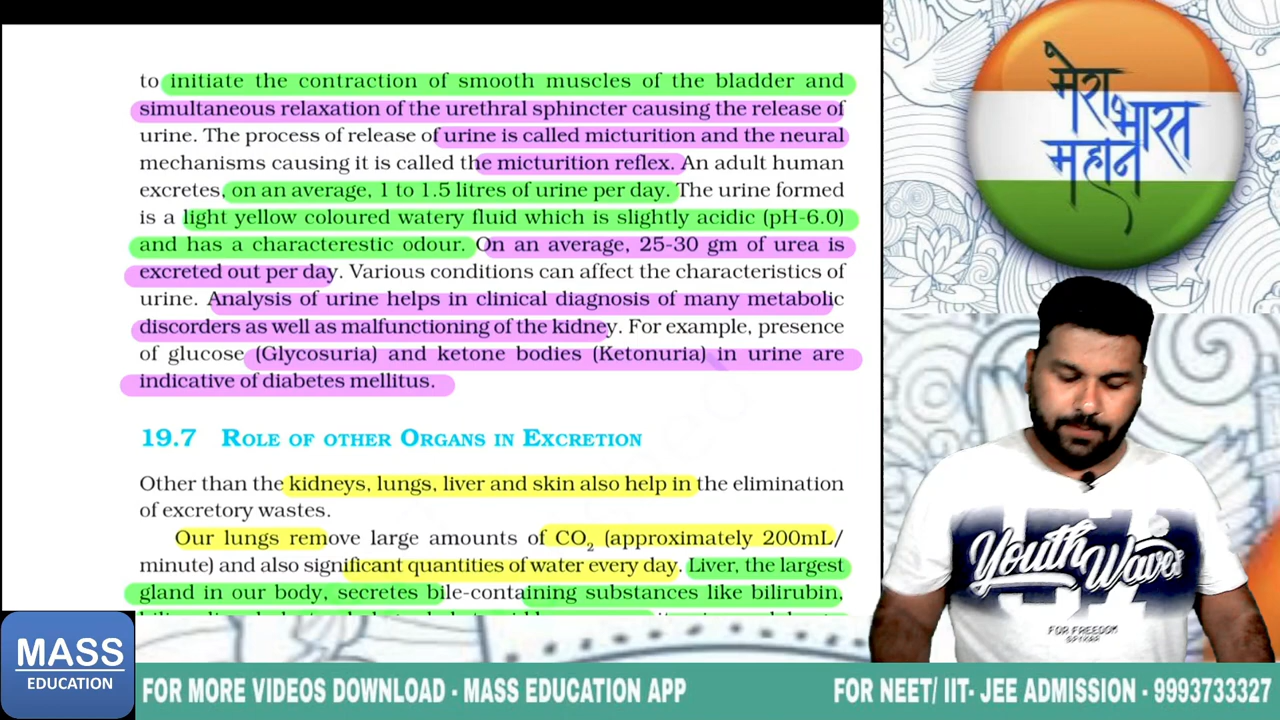 to initiate the contraction of smooth muscles of the bladder and
simultaneous relaxation of the urethral sphincter causing the release of
urine. The process of release of urine is called micturition and the neural
mechanisms causing it is called the micturition reflex. An adult human
excretes, on an average, 1 to 1.5 litres of urine per day. The urine formed
is a light yellow coloured watery fluid which is slightly acidic (pH-6.0)
and has a characterestic odour. On an average, 25-30 gm of urea is
excreted out per day. Various conditions can affect the characteristics of
urine. Analysis of urine helps in clinical diagnosis of many metabolic
discorders as well as malfunctioning of the kidney. For example, presence
of glucose (Glycosuria) and ketone bodies (Ketonuria) in urine are
indicative of diabetes mellitus.
19.7 ROLE OF OTHER ORGANS IN EXCRETION
Other than the kidneys, lungs, liver and skin also help in the elimination
of excretory wastes.
Our lungs remove large amounts of CO₂ (approximately 200mL/
minute) and also significant quantities of water every day. Liver, the largest
gland in our body, secretes bile-containing substances like bilirubin,
मेरा
भारत
महान
Youth Waves
FOR FREEDOM
MASS
EDUCATION
FOR MORE VIDEOS DOWNLOAD - MASS EDUCATION APP
FOR NEET/ IIT- JEE ADMISSION - 9993733327